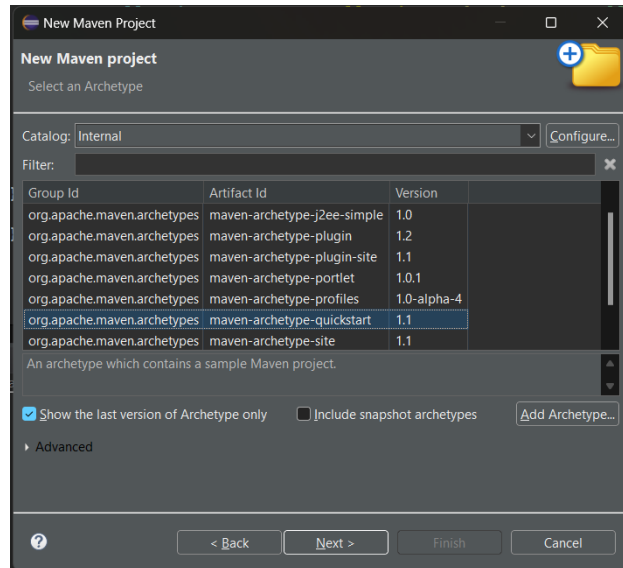 New Maven Project
New Maven project
Select an Archetype
Catalog: Internal Configure...
Filter:
Group Id Artifact Id Version
org.apache.maven.archetypes maven-archetype-j2ee-simple 1.0
org.apache.maven.archetypes maven-archetype-plugin 1.2
org.apache.maven.archetypes maven-archetype-plugin-site 1.1
org.apache.maven.archetypes maven-archetype-portlet 1.0.1
org.apache.maven.archetypes maven-archetype-profiles 1.0-alpha-4
org.apache.maven.archetypes maven-archetype-quickstart 1.1
org.apache.maven.archetypes maven-archetype-site 1.1
An archetype which contains a sample Maven project.
Show the last version of Archetype only Include snapshot archetypes Add Archetype...
Advanced
? < Back Next > Finish Cancel